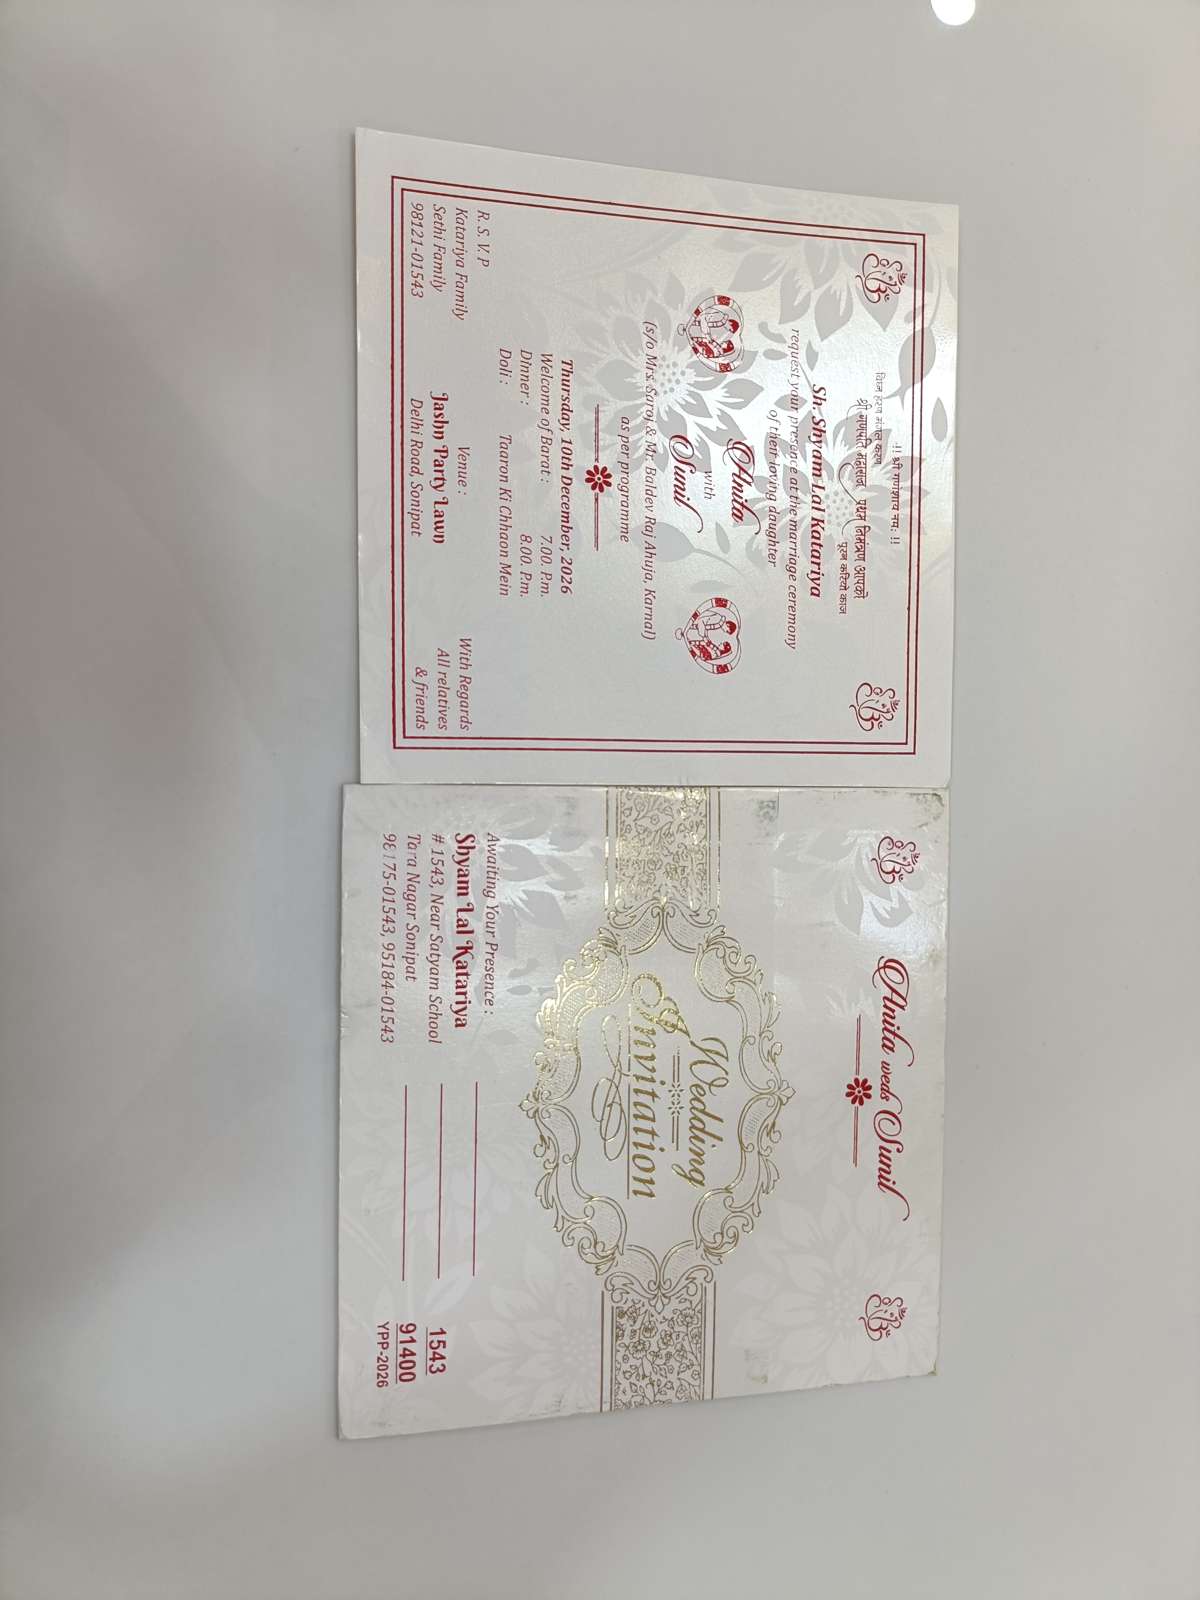 !! श्री गणेशाय नमः !!
विघ्न हरण मंगल करण
श्री गणपति महाराज प्रथम निमंत्रण आपको
पूरण करियो काज
Sh. Shyam Lal Katariya
request your presence at the marriage ceremony
of their loving daughter
Anita
with
Sunil
(s/o Mrs. Saroj & Mr. Baldev Raj Ahuja, Karnal)
as per programme
Thursday, 10th December, 2026
Welcome of Barat : 7.00. P.m.
Dinner : 8.00. P.m.
Doli : Taaron Ki Chhaon Mein
R. S. V. P
Katariya Family
Sethi Family
98121-01543
Venue :
Jashn Party Lawn
Delhi Road, Sonipat
With Regards
All relatives
& friends
Anita weds Sunil
Wedding
Invitation
Awaiting Your Presence :
Shyam Lal Katariya
# 1543, Near Satyam School
Tara Nagar Sonipat
98175-01543, 95184-01543
1543
91400
YPP-2026